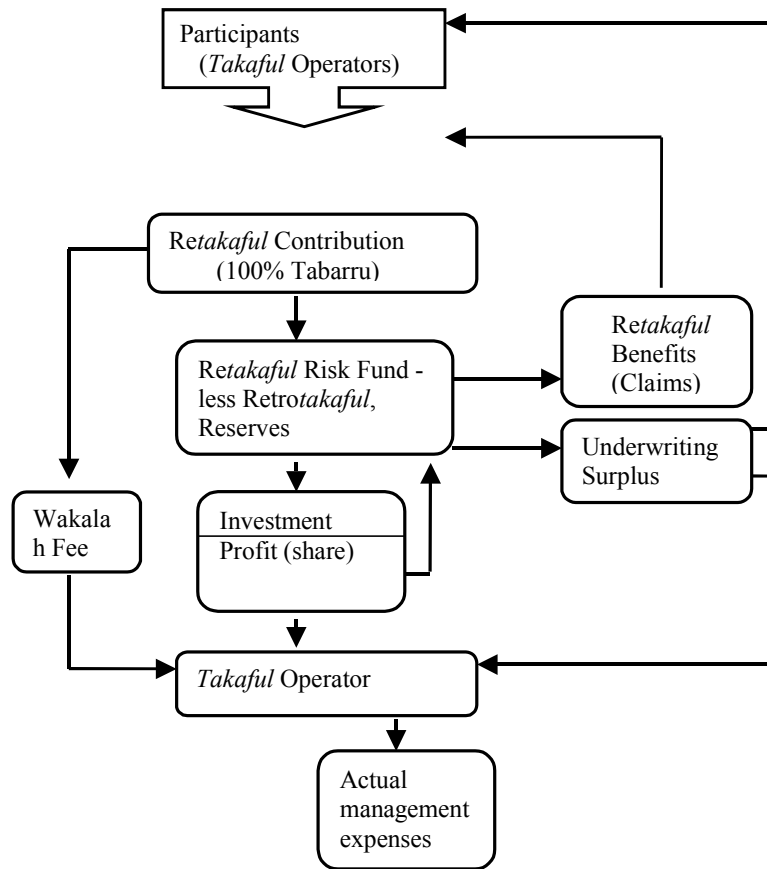 Participants
(Takaful Operators)
Retakaful Contribution
(100% Tabarru)
Retakaful Risk Fund -
less Retrotakaful,
Reserves
Retakaful
Benefits
(Claims)
Underwriting
Surplus
Wakala
h Fee
Investment
Profit (share)
Takaful Operator
Actual
management
expenses